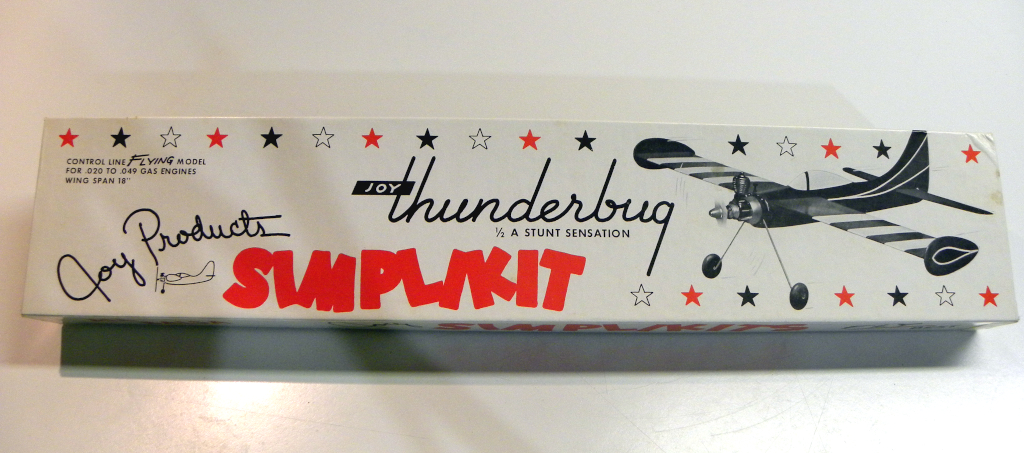 CONTROL LINE FLYING MODEL
FOR .020 TO .049 GAS ENGINES
WING SPAN 18"
JOY
thunderbug
½ A STUNT SENSATION
Joy Products
SIMPLIKIT
SIMPLIKITS